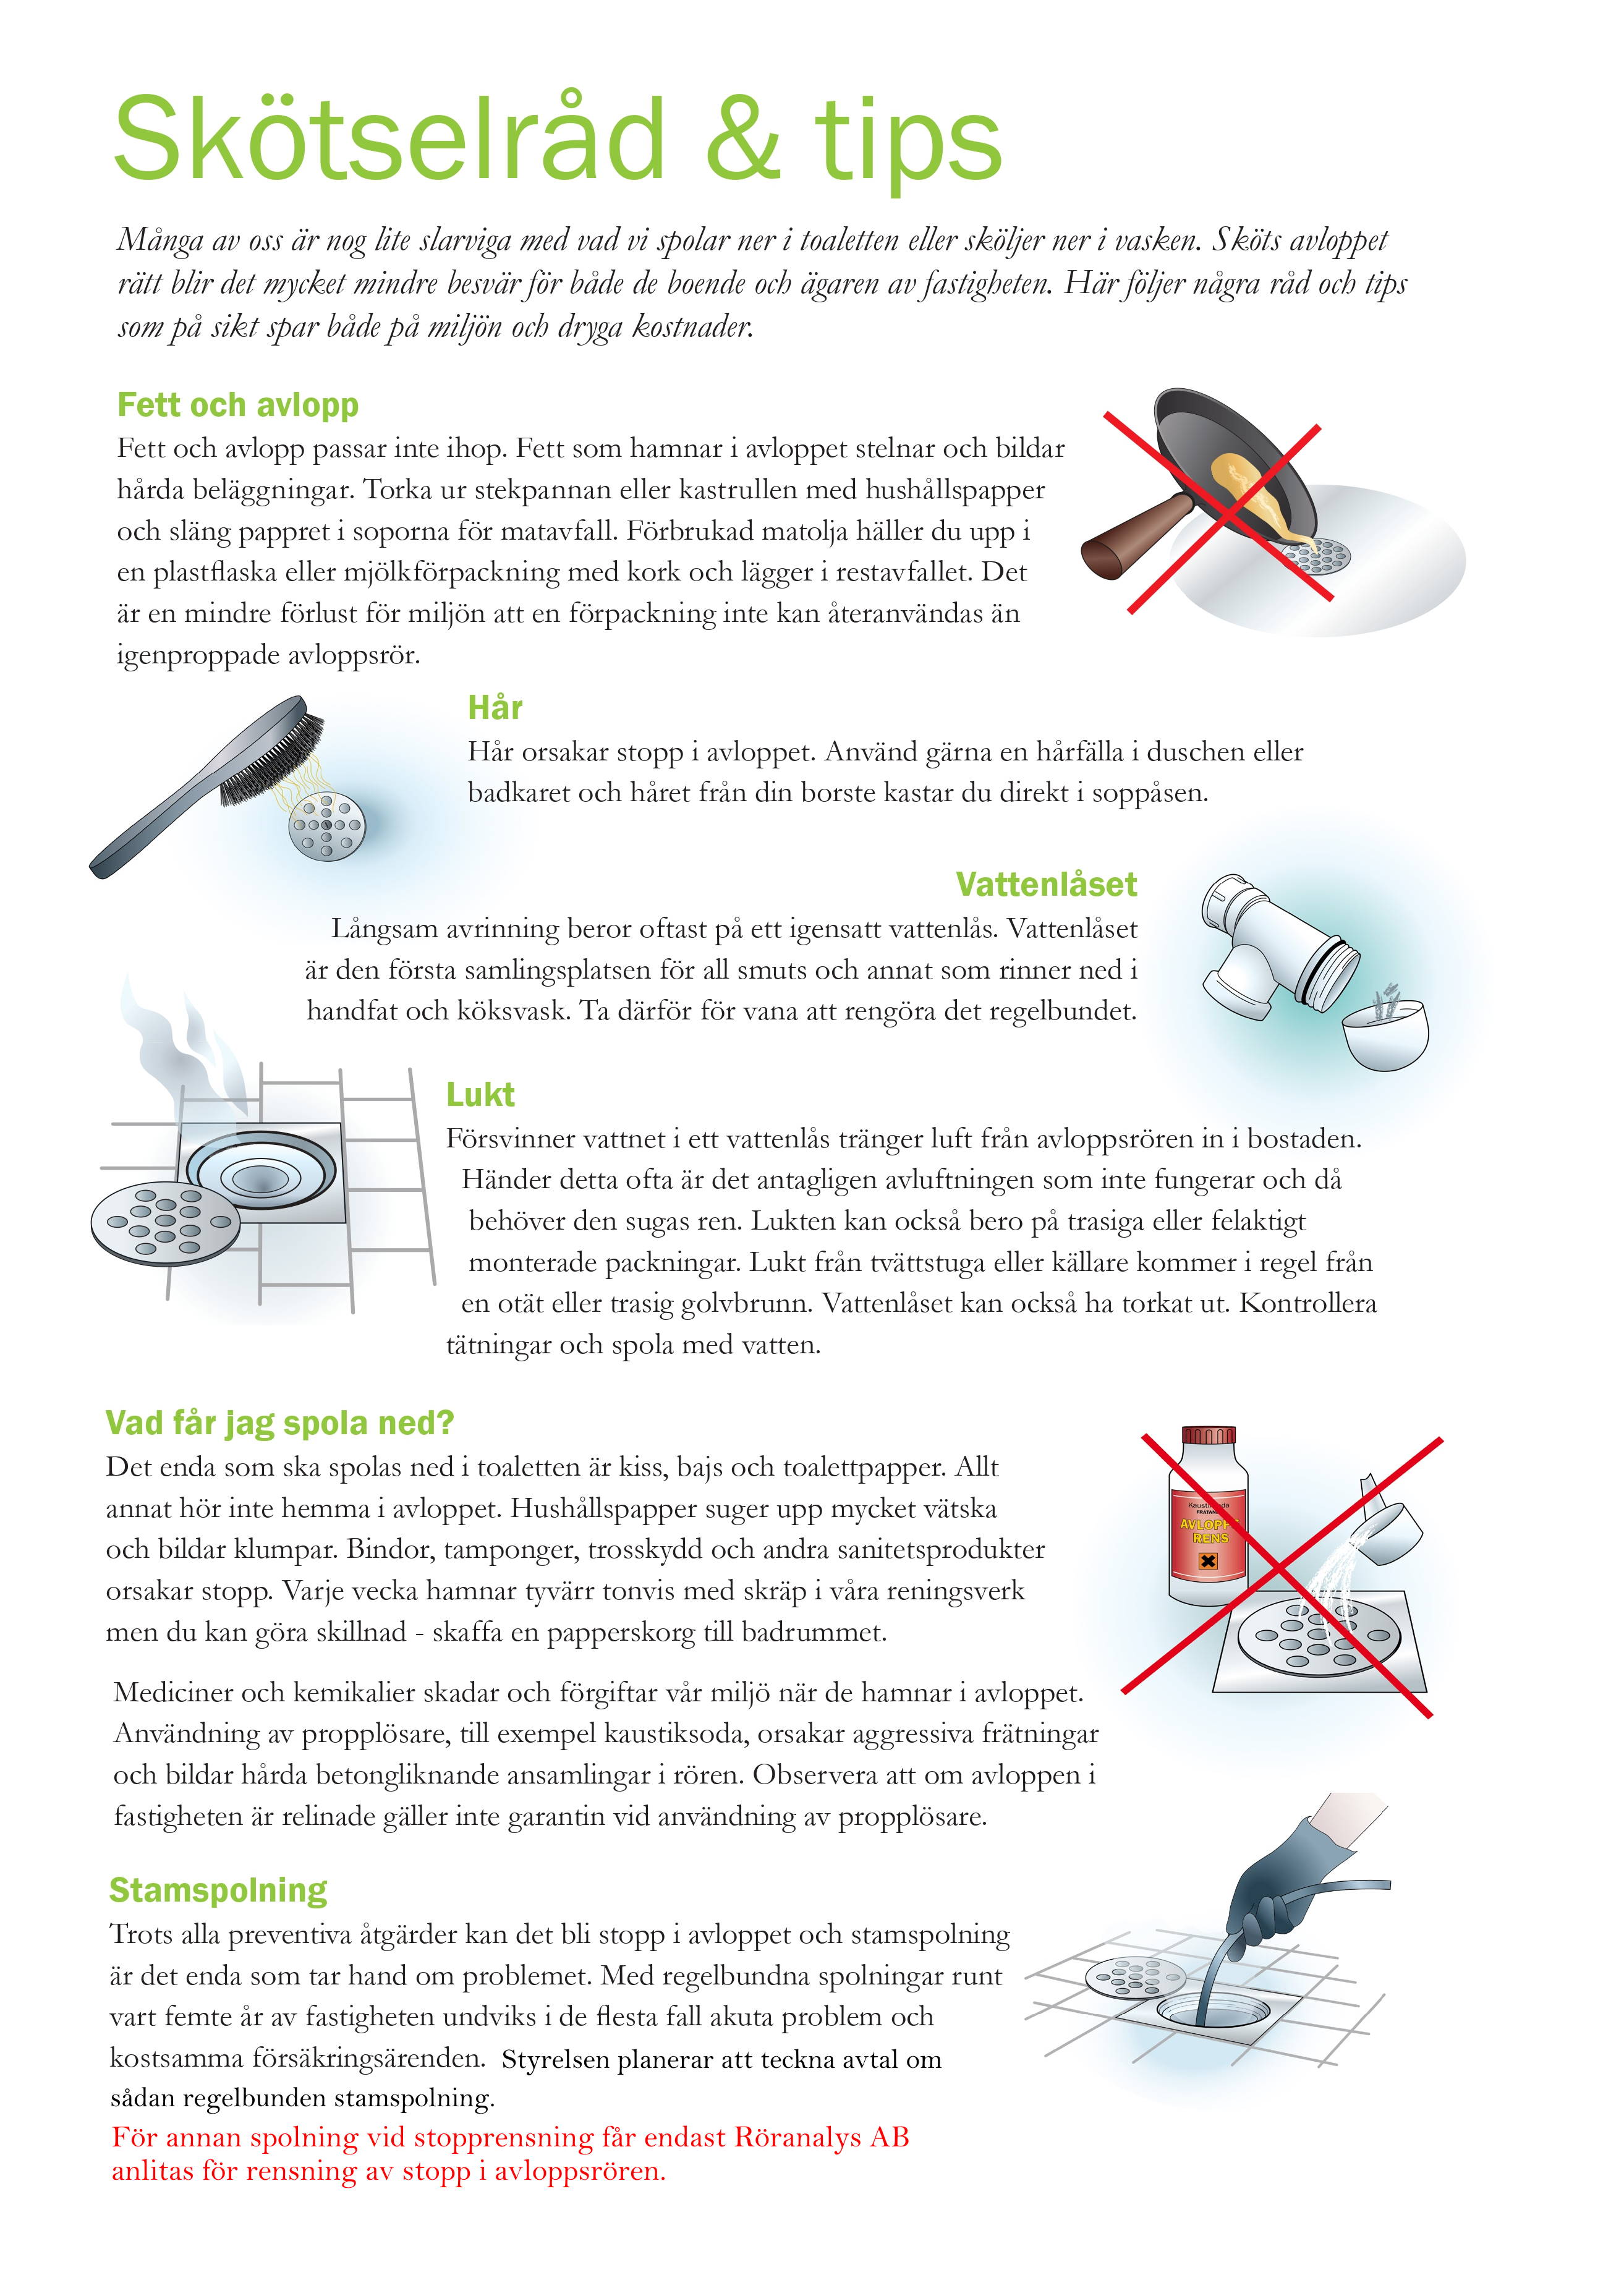 Skötselråd & tips
Många av oss är nog lite slarviga med vad vi spolar ner i toaletten eller sköljer ner i vasken. Sköts avloppet
rätt blir det mycket mindre besvär för både de boende och ägaren av fastigheten. Här följer några råd och tips
som på sikt spar både på miljön och dryga kostnader.
Fett och avlopp
Fett och avlopp passar inte ihop. Fett som hamnar i avloppet stelnar och bildar
hårda beläggningar. Torka ur stekpannan eller kastrullen med hushållspapper
och släng pappret i soporna för matavfall. Förbrukad matolja häller du upp i
en plastflaska eller mjölkförpackning med kork och lägger i restavfallet. Det
är en mindre förlust för miljön att en förpackning inte kan återanvändas än
igenproppade avloppsrör.
Hår
Hår orsakar stopp i avloppet. Använd gärna en hårfälla i duschen eller
badkaret och håret från din borste kastar du direkt i soppåsen.
Vattenlåset
Långsam avrinning beror oftast på ett igensatt vattenlås. Vattenlåset
är den första samlingsplatsen för all smuts och annat som rinner ned i
handfat och köksvask. Ta därför för vana att rengöra det regelbundet.
Lukt
Försvinner vattnet i ett vattenlås tränger luft från avloppsrören in i bostaden.
Händer detta ofta är det antagligen avluftningen som inte fungerar och då
behöver den sugas ren. Lukten kan också bero på trasiga eller felaktigt
monterade packningar. Lukt från tvättstuga eller källare kommer i regel från
en otät eller trasig golvbrunn. Vattenlåset kan också ha torkat ut. Kontrollera
tätningar och spola med vatten.
Vad får jag spola ned?
Det enda som ska spolas ned i toaletten är kiss, bajs och toalettpapper. Allt
annat hör inte hemma i avloppet. Hushållspapper suger upp mycket vätska
och bildar klumpar. Bindor, tamponger, trosskydd och andra sanitetsprodukter
orsakar stopp. Varje vecka hamnar tyvärr tonvis med skräp i våra reningsverk
men du kan göra skillnad - skaffa en papperskorg till badrummet.
RENS
Mediciner och kemikalier skadar och förgiftar vår miljö när de hamnar i avloppet.
Användning av propplösare, till exempel kaustiksoda, orsakar aggressiva frätningar
och bildar hårda betongliknande ansamlingar i rören. Observera att om avloppen i
fastigheten är relinade gäller inte garantin vid användning av propplösare.
Stamspolning
Trots alla preventiva åtgärder kan det bli stopp i avloppet och stamspolning
är det enda som tar hand om problemet. Med regelbundna spolningar runt
vart femte år av fastigheten undviks i de flesta fall akuta problem och
kostsamma försäkringsärenden. Styrelsen planerar att teckna avtal om
sådan regelbunden stamspolning.
För annan spolning vid stopprensning får endast Röranalys AB
anlitas för rensning av stopp i avloppsrören.